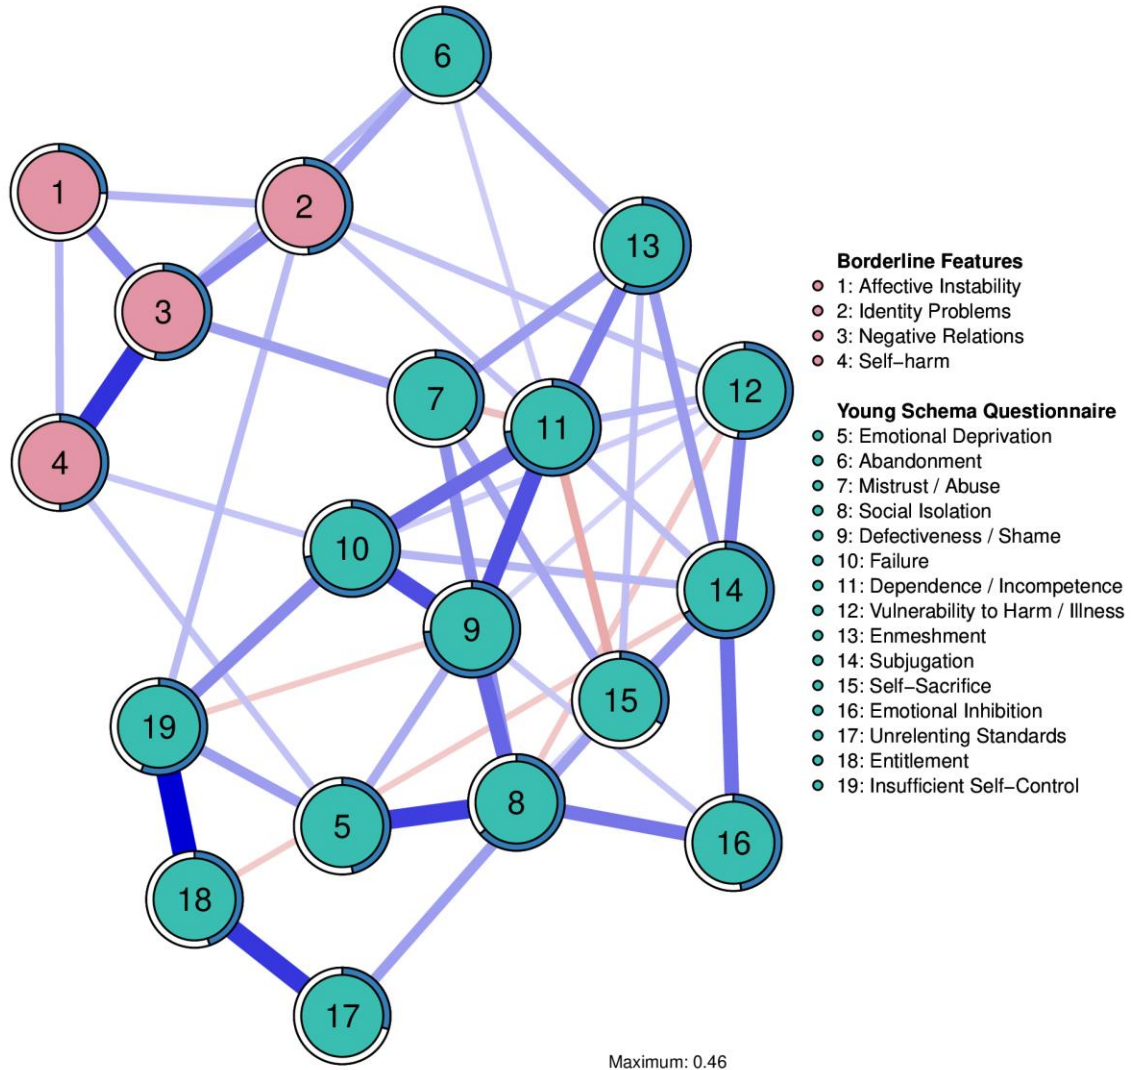 6
1
2
13
3
12
7
11
4
10
14
9
15
19
8
5
16
18
17
Borderline Features
1: Affective Instability
2: Identity Problems
3: Negative Relations
4: Self−harm
Young Schema Questionnaire
5: Emotional Deprivation
6: Abandonment
7: Mistrust / Abuse
8: Social Isolation
9: Defectiveness / Shame
10: Failure
11: Dependence / Incompetence
12: Vulnerability to Harm / Illness
13: Enmeshment
14: Subjugation
15: Self−Sacrifice
16: Emotional Inhibition
17: Unrelenting Standards
18: Entitlement
19: Insufficient Self−Control
Maximum: 0.46